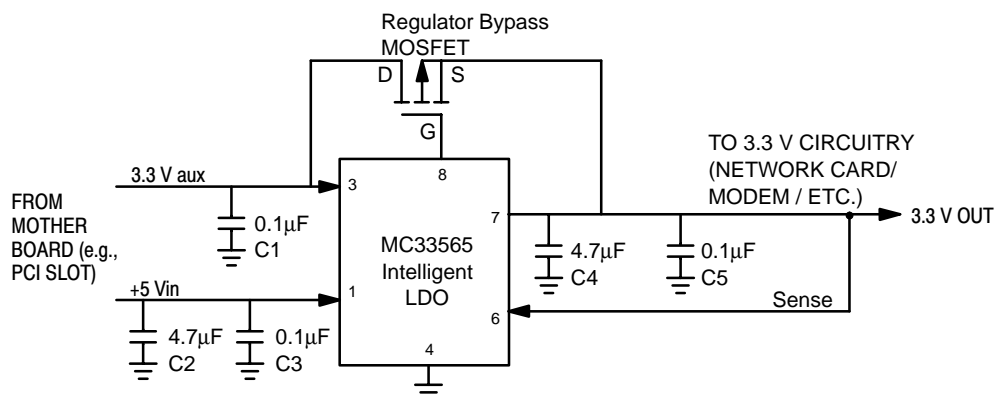 Regulator Bypass
MOSFET
D
S
G
TO 3.3 V CIRCUITRY
(NETWORK CARD/
MODEM / ETC.)
3.3 V aux
3
8
7
FROM
MOTHER
BOARD (e.g.,
PCI SLOT)
0.1μF
C1
MC33565
Intelligent
LDO
4.7μF
C4
0.1μF
C5
3.3 V OUT
+5 Vin
1
6
Sense
4.7μF
C2
0.1μF
C3
4